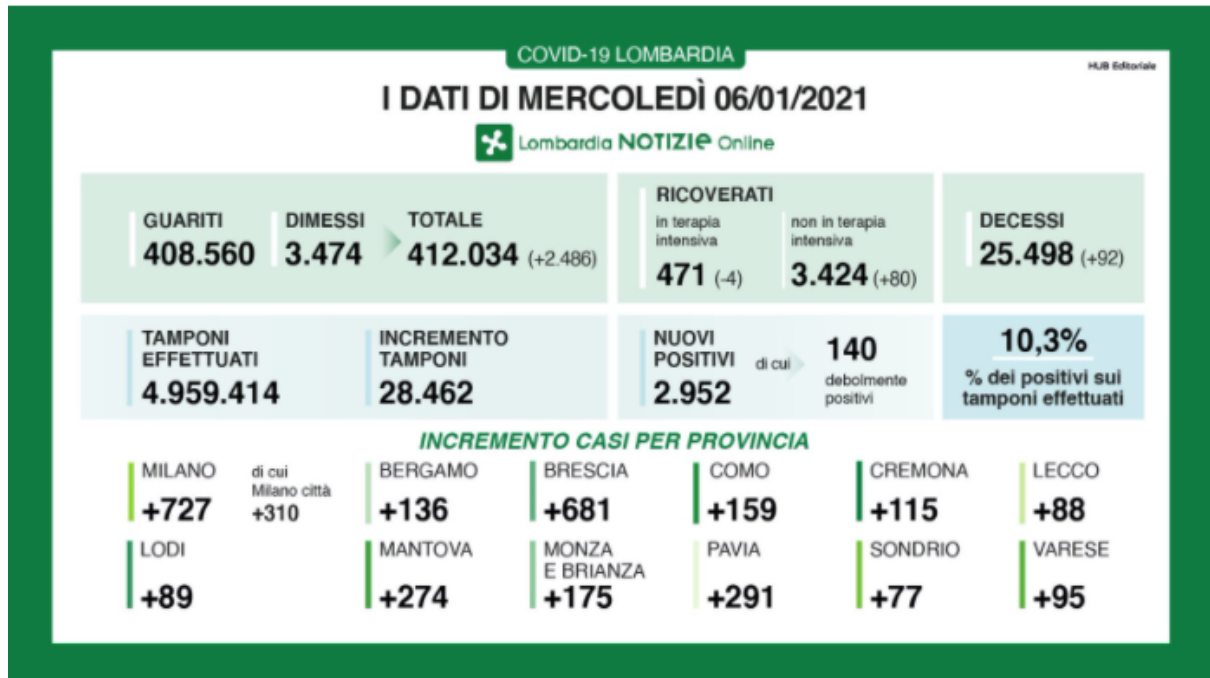 COVID-19 LOMBARDIA
HUB Editoriale
I DATI DI MERCOLEDÌ 06/01/2021
Lombardia NOTIZIE Online
GUARITI
408.560
DIMESSI
3.474
TOTALE
412.034 (+2.486)
RICOVERATI
in terapia
intensiva
471 (-4)
non in terapia
intensiva
3.424 (+80)
DECESSI
25.498 (+92)
TAMPONI
EFFETTUATI
4.959.414
INCREMENTO
TAMPONI
28.462
NUOVI
POSITIVI
2.952
di cui
140
debolmente
positivi
10,3%
% dei positivi sui
tamponi effettuati
INCREMENTO CASI PER PROVINCIA
MILANO
+727
di cui
Milano città
+310
BERGAMO
+136
BRESCIA
+681
COMO
+159
CREMONA
+115
LECCO
+88
LODI
+89
MANTOVA
+274
MONZA
E BRIANZA
+175
PAVIA
+291
SONDRIO
+77
VARESE
+95